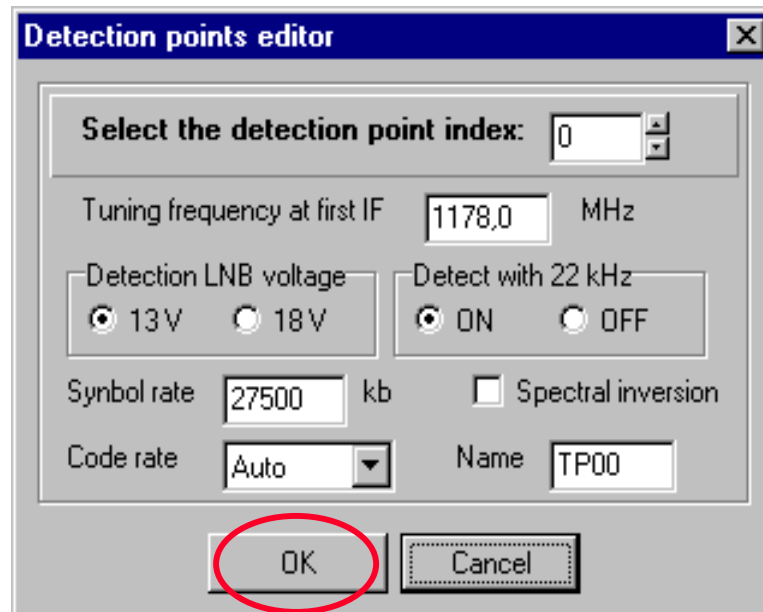 Detection points editor
Select the detection point index: 0
Tuning frequency at first IF 1178,0 MHz
Detection LNB voltage Detect with 22 kHz
13 V 18 V ON OFF
Synbol rate 27500 kb Spectral inversion
Code rate Auto Name TP00
OK Cancel